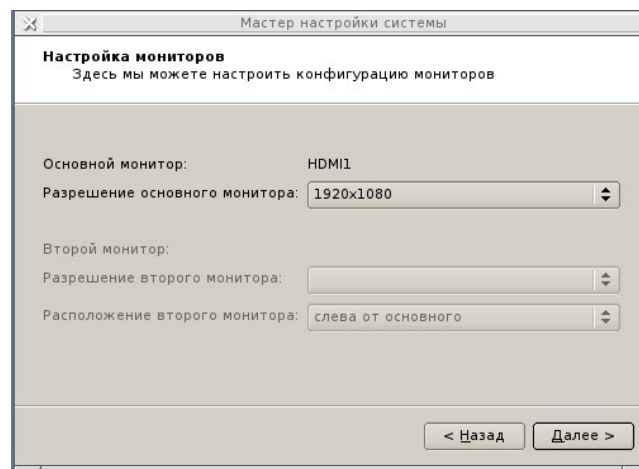 Мастер настройки системы
Настройка мониторов
Здесь мы можете настроить конфигурацию мониторов
Основной монитор: HDMI1
Разрешение основного монитора: 1920x1080
Второй монитор:
Разрешение второго монитора:
Расположение второго монитора: слева от основного
< Назад Далее >